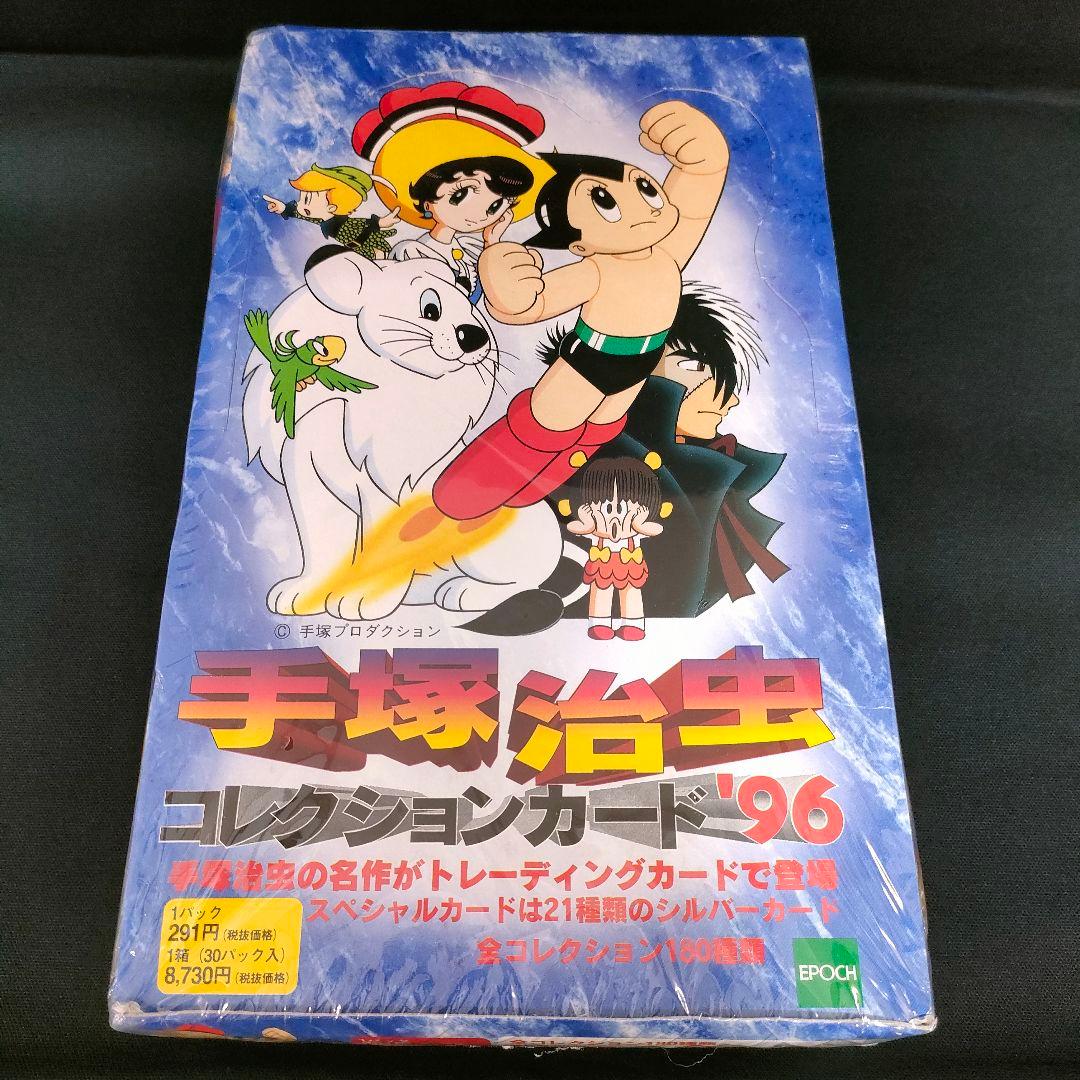 © 手塚プロダクション
手塚治虫
コレクションカード'96
手塚治虫の名作がトレーディングカードで登場
スペシャルカードは21種類のシルバーカード
全コレクション180種類
1パック
291円(税抜価格)
1箱（30パック入）
8,730円(税抜価格)
EPOCH